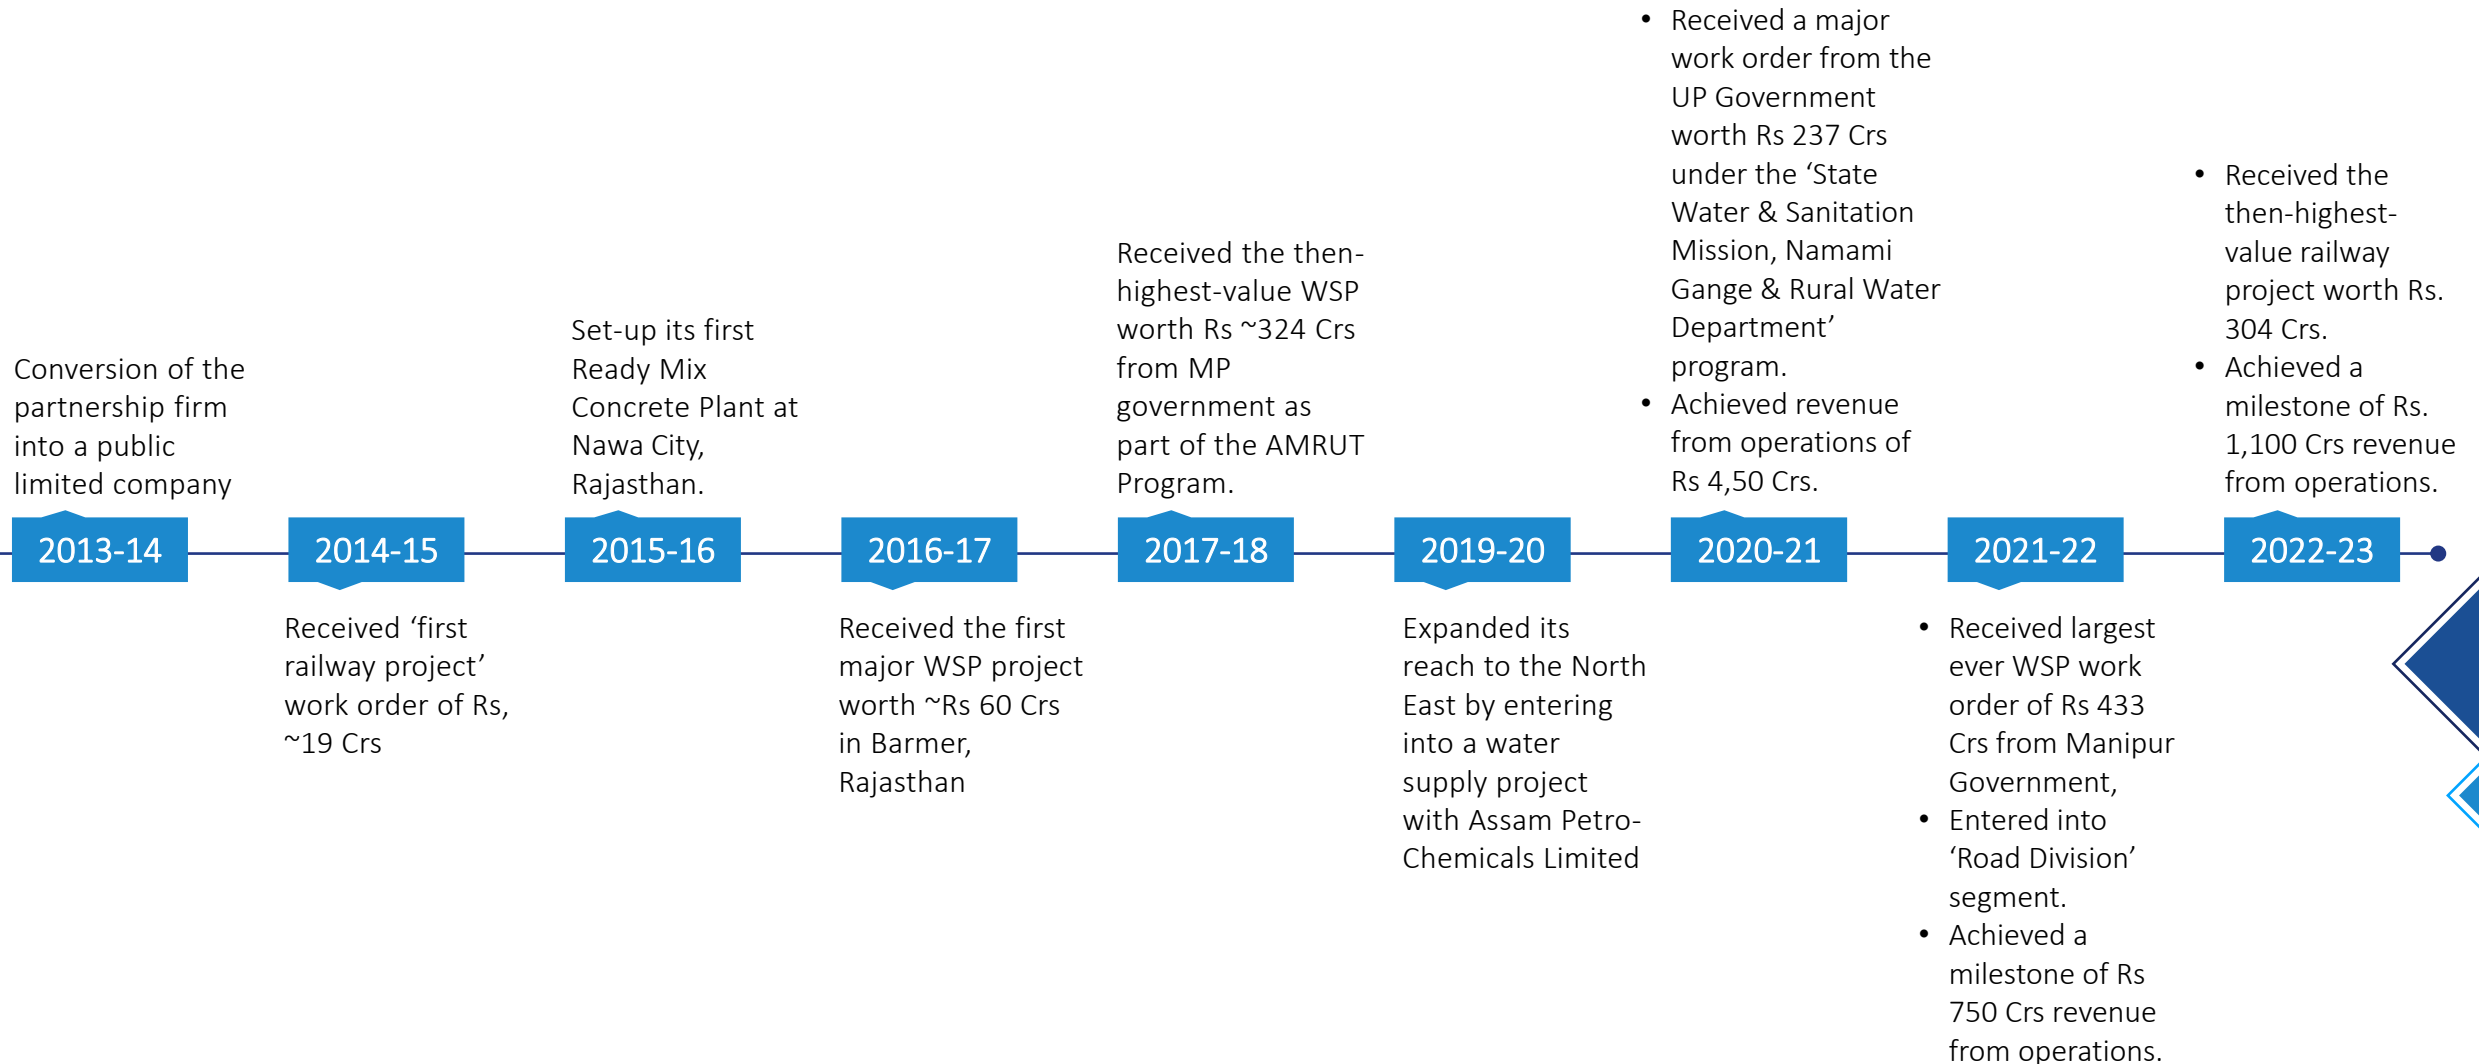 Conversion of the
partnership firm
into a public
limited company
2013-14
2014-15
Received ‘first
railway project’
work order of Rs,
~19 Crs
Set-up its first
Ready Mix
Concrete Plant at
Nawa City,
Rajasthan.
2015-16
2016-17
Received the first
major WSP project
worth ~Rs 60 Crs
in Barmer,
Rajasthan
Received the then-
highest-value WSP
worth Rs ~324 Crs
from MP
government as
part of the AMRUT
Program.
2017-18
2019-20
Expanded its
reach to the North
East by entering
into a water
supply project
with Assam Petro-
Chemicals Limited
• Received a major
work order from the
UP Government
worth Rs 237 Crs
under the ‘State
Water & Sanitation
Mission, Namami
Gange & Rural Water
Department’
program.
• Achieved revenue
from operations of
Rs 4,50 Crs.
2020-21
2021-22
• Received largest
ever WSP work
order of Rs 433
Crs from Manipur
Government,
• Entered into
‘Road Division’
segment.
• Achieved a
milestone of Rs
750 Crs revenue
from operations.
• Received the
then-highest-
value railway
project worth Rs.
304 Crs.
• Achieved a
milestone of Rs.
1,100 Crs revenue
from operations.
2022-23